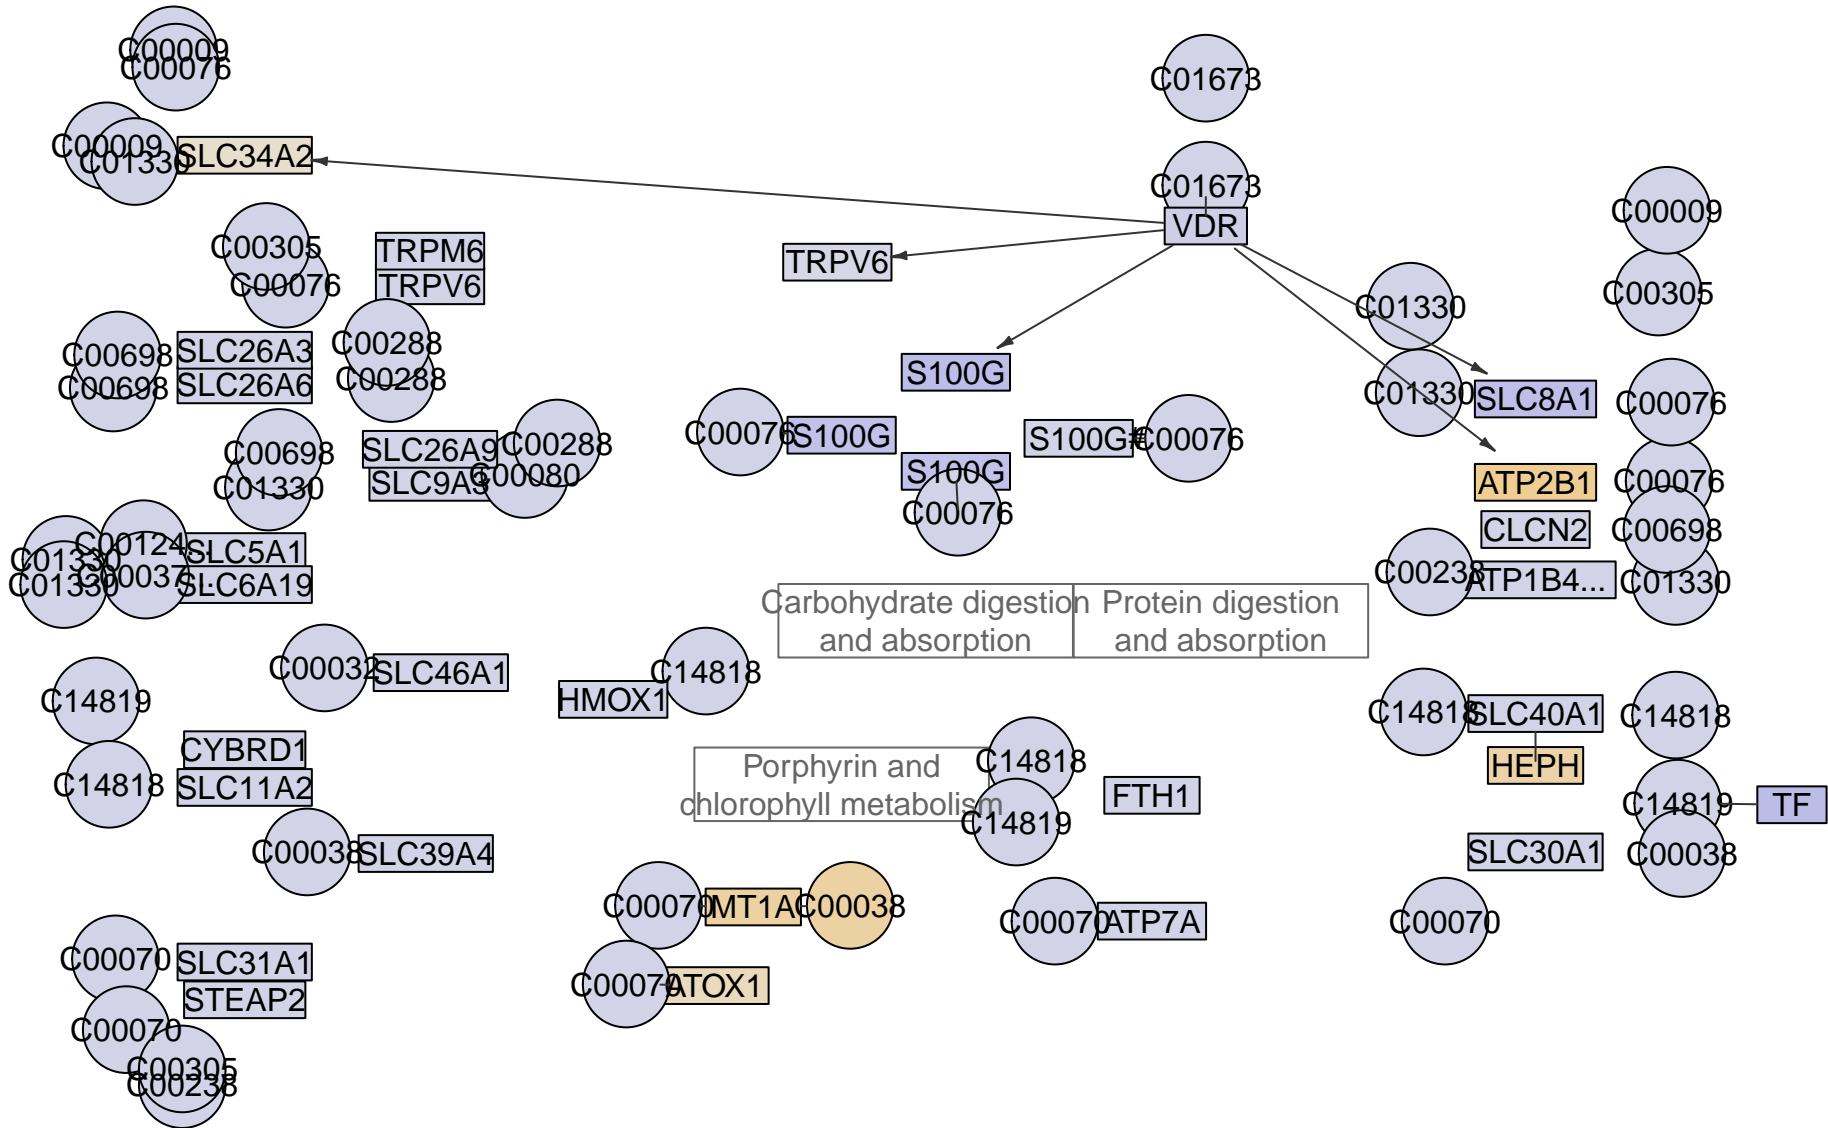 C00009
C00076
C01673
C00009
C01330
SLC34A2
C01673
VDR
C00009
C00305
TRPM6
TRPV6
C00076
TRPV6
C01330
C00305
C00698
SLC26A3
C00288
C00698
SLC26A6
C00288
S100G
C01330
SLC8A1
C00076
C00698
SLC26A9
C00288
C00076
S100G
S100G#
C00076
C01330
SLC9A3
C00080
S100G
C00076
ATP2B1
C00076
CLCN2
C00698
C01330
C00124...
SLC5A1
C01330
C00037...
SLC6A19
C00238
ATP1B4...
C01330
Carbohydrate digestion
and absorption
Protein digestion
and absorption
C00032
SLC46A1
HMOX1
C14818
C14819
C14818
SLC40A1
C14818
CYBRD1
C14818
SLC11A2
Porphyrin and
chlorophyll metabolism
C14818
C14819
FTH1
HEPH
C14819
TF
C00038
SLC39A4
SLC30A1
C00038
C00070
MT1A
C00038
C00070
ATP7A
C00070
C00070
SLC31A1
STEAP2
C00070
ATOX1
C00070
C00305
C00238